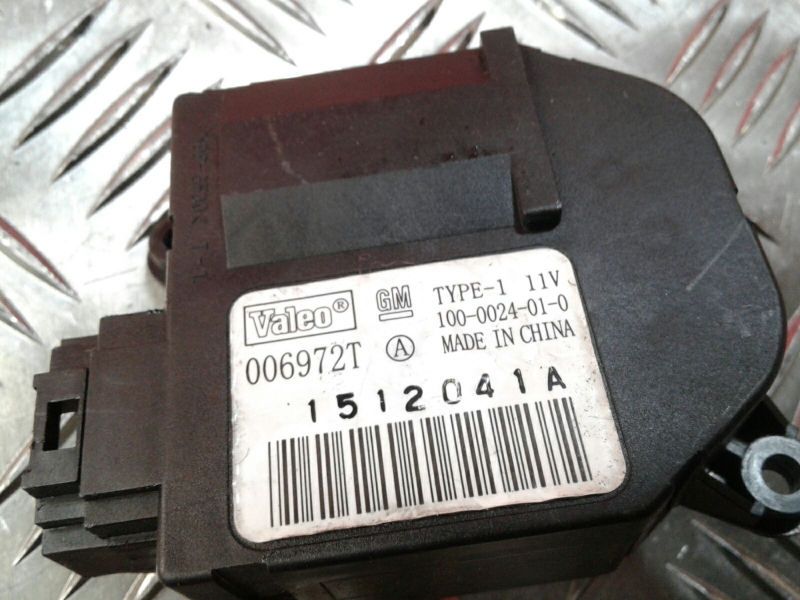 Valeo®
GM
TYPE-1 11V
100-0024-01-0
006972T
A
MADE IN CHINA
1512041A